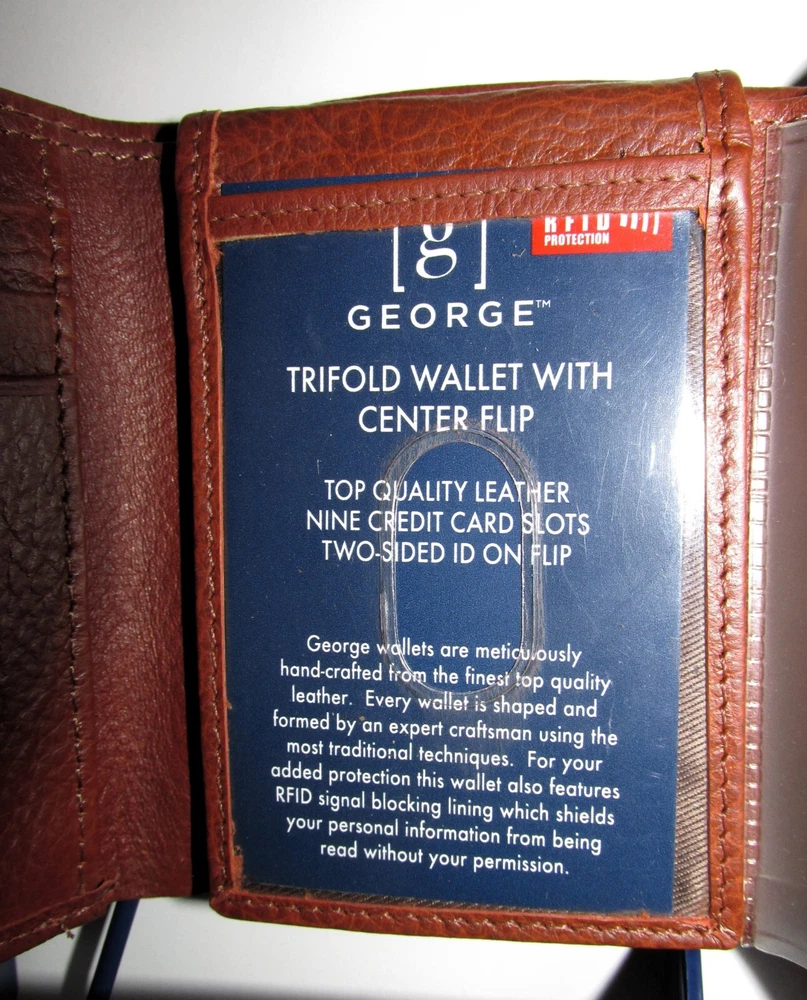 [g]
RFID
PROTECTION
GEORGE™
TRIFOLD WALLET WITH
CENTER FLIP
TOP QUALITY LEATHER
NINE CREDIT CARD SLOTS
TWO-SIDED ID ON FLIP
George wallets are meticulously
hand-crafted from the finest top quality
leather. Every wallet is shaped and
formed by an expert craftsman using the
most traditional techniques. For your
added protection this wallet also features
RFID signal blocking lining which shields
your personal information from being
read without your permission.